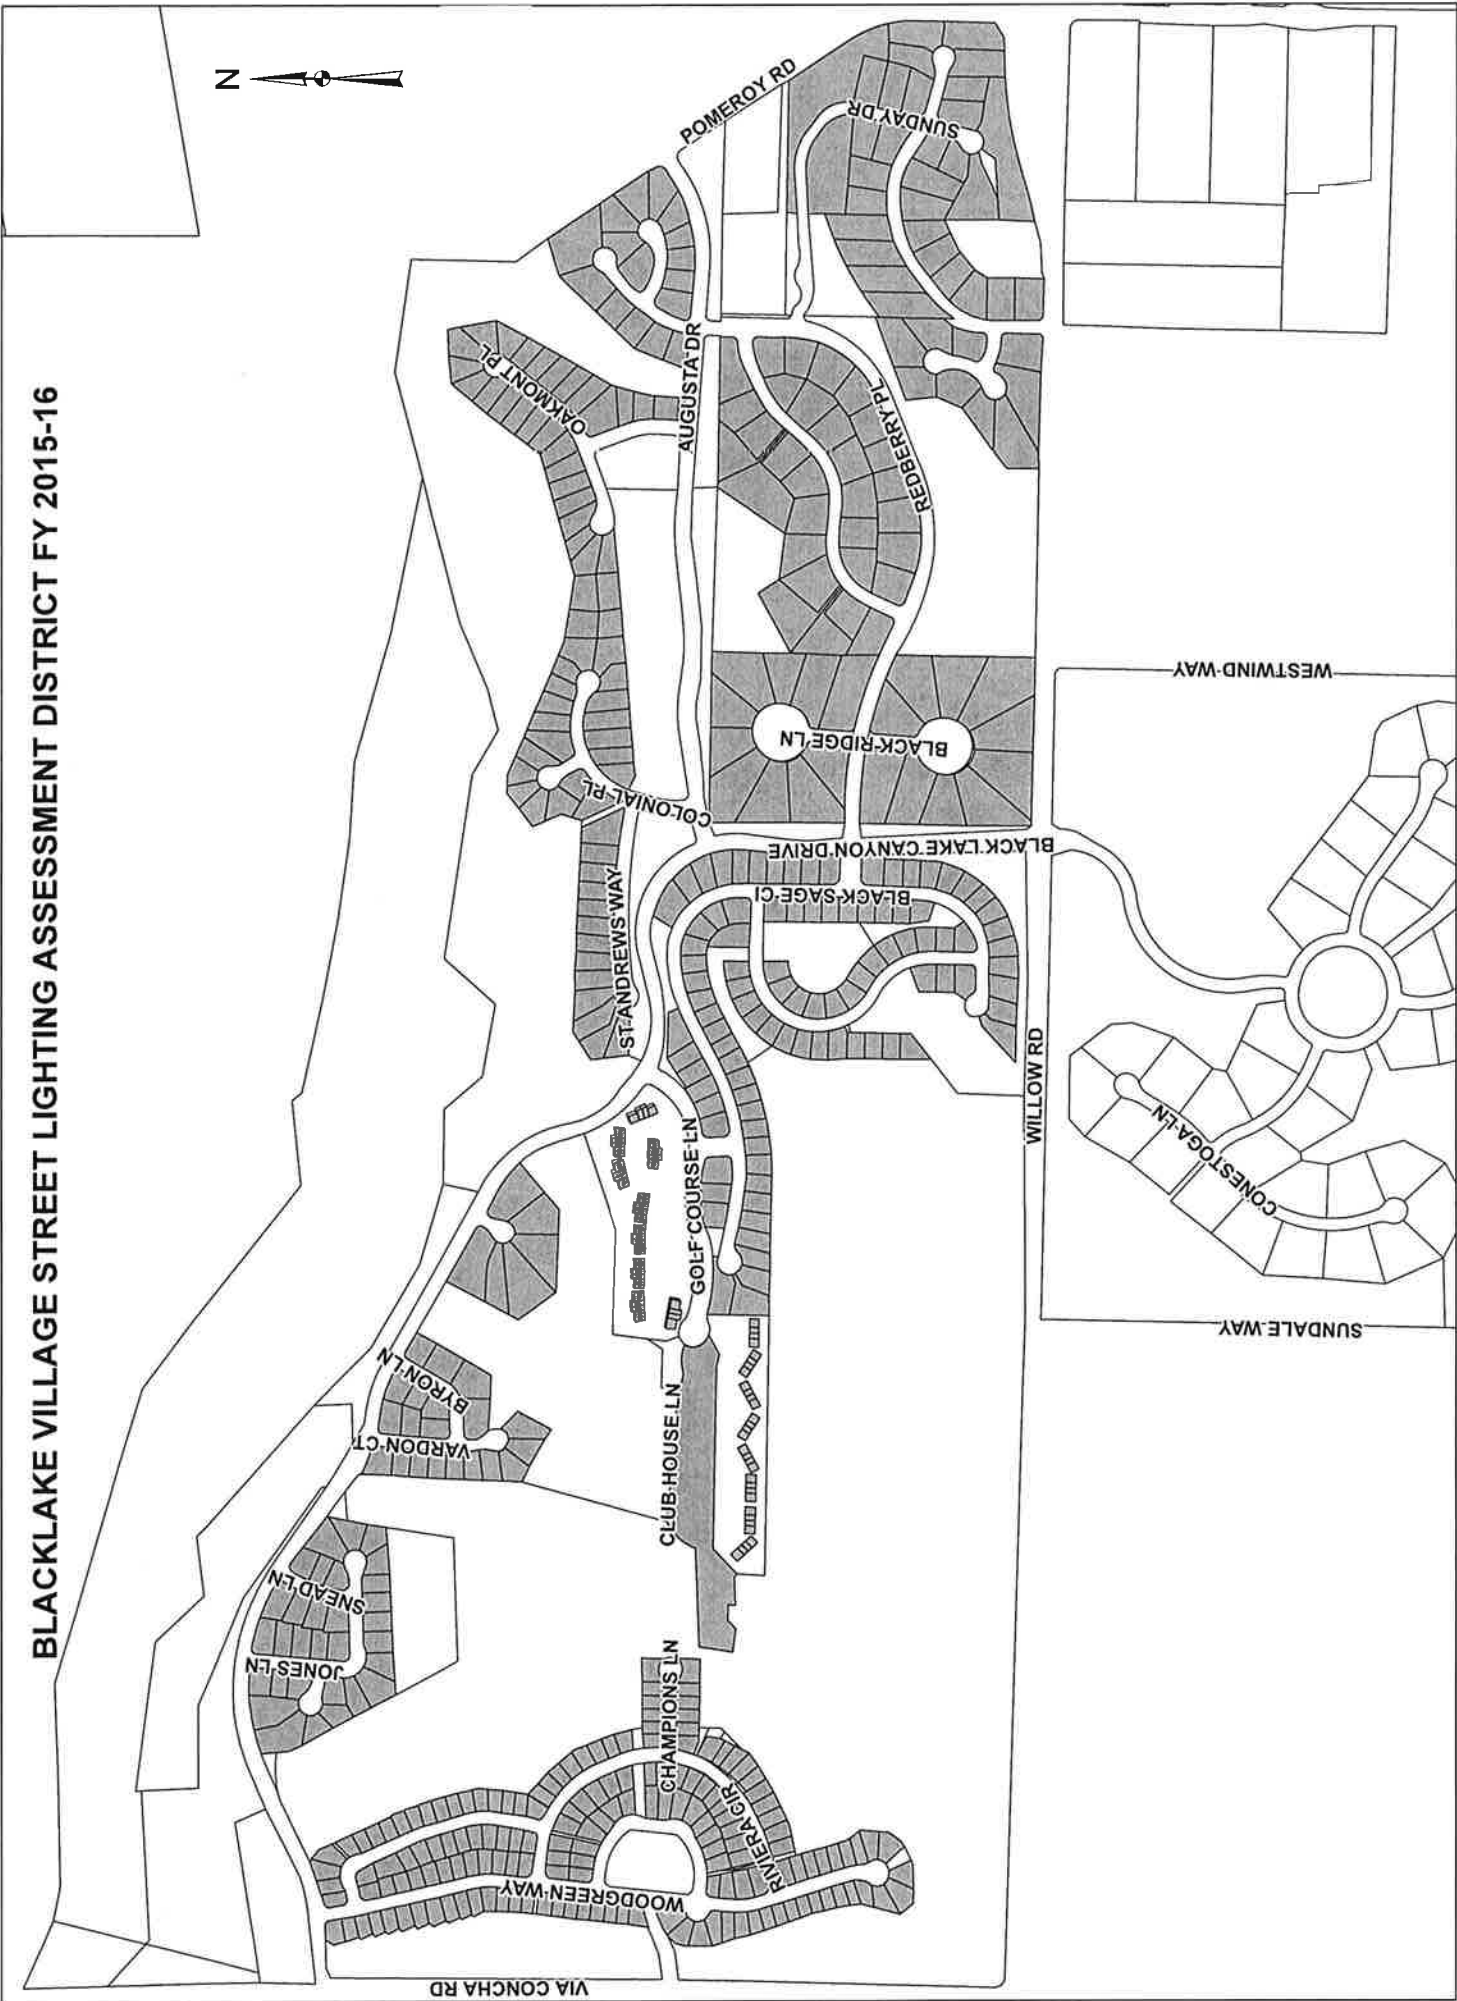 BLACKLAKE VILLAGE STREET LIGHTING ASSESSMENT DISTRICT FY 2015-16
N
POMEROY RD
SUNDAY DR
OAKMONT PL
AUGUSTA DR
REDBERRY PL
WESTWIND WAY
BLACK RIDGE LN
COLONIAL PL
BLACK LAKE CANYON DRIVE
BLACK SAGE CI
ST ANDREWS WAY
WILLOW RD
CONESTOGA LN
GOLF COURSE LN
SUNDALE WAY
BYRON LN
VARDON CT
CLUB HOUSE LN
SNEAD LN
JONES LN
CHAMPIONS LN
RIVIERA CIR
WOODGREEN WAY
VIA CONCHA RD